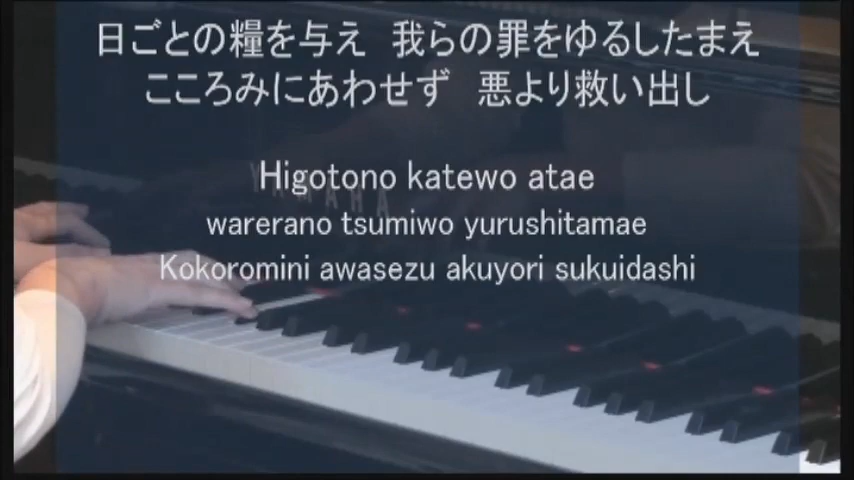 日ごとの糧を与え　我らの罪をゆるしたまえ
こころみにあわせず　悪より救い出し
Higotono katewo atae
YAMAHA
warerano tsumiwo yurushitamae
Kokoromini awasezu akuyori sukuidashi